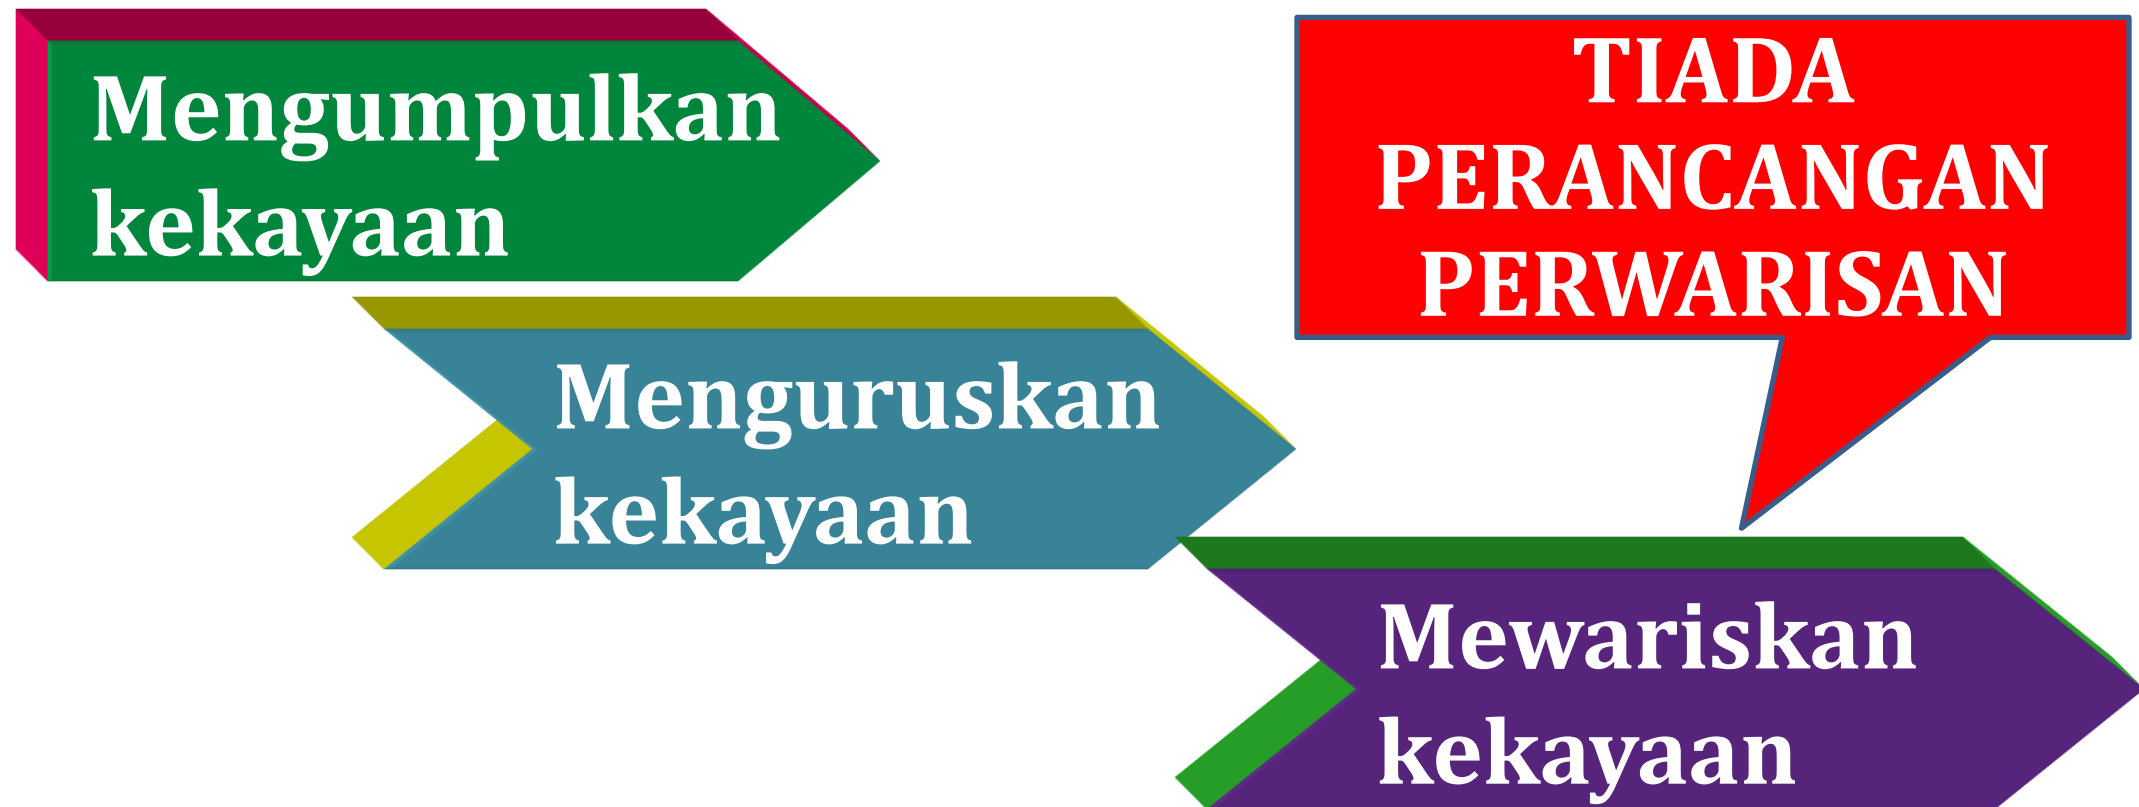 Mengumpulkan
kekayaan
TIADA
PERANCANGAN
PERWARISAN
Menguruskan
kekayaan
Mewariskan
kekayaan